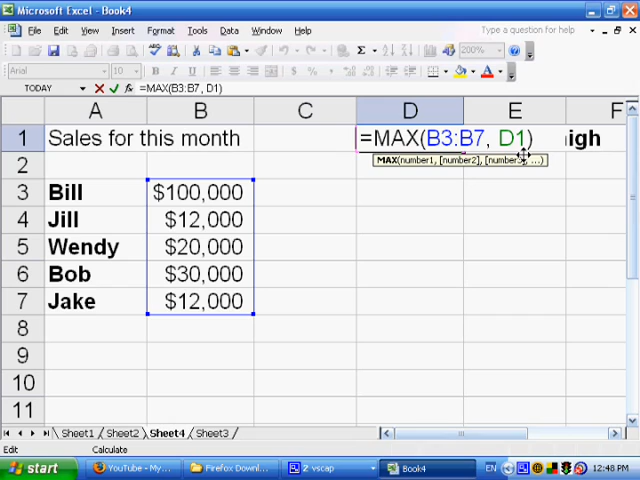 Microsoft Excel - Book4
File Edit View Insert Format Tools Data Window Help
Type a question for help
200%
Arial 10 B I U
TODAY =MAX(B3:B7, D1)
A B C D E F
1 Sales for this month =MAX(B3:B7, D1) high
MAX(number1, [number2], [number3], ...)
2
3 Bill $100,000
4 Jill $12,000
5 Wendy $20,000
6 Bob $30,000
7 Jake $12,000
8
9
10
11
Sheet1 Sheet2 Sheet4 Sheet3
Edit Calculate
start YouTube - My... Firefox Downl... 2 vscap Book4 EN 12:48 PM